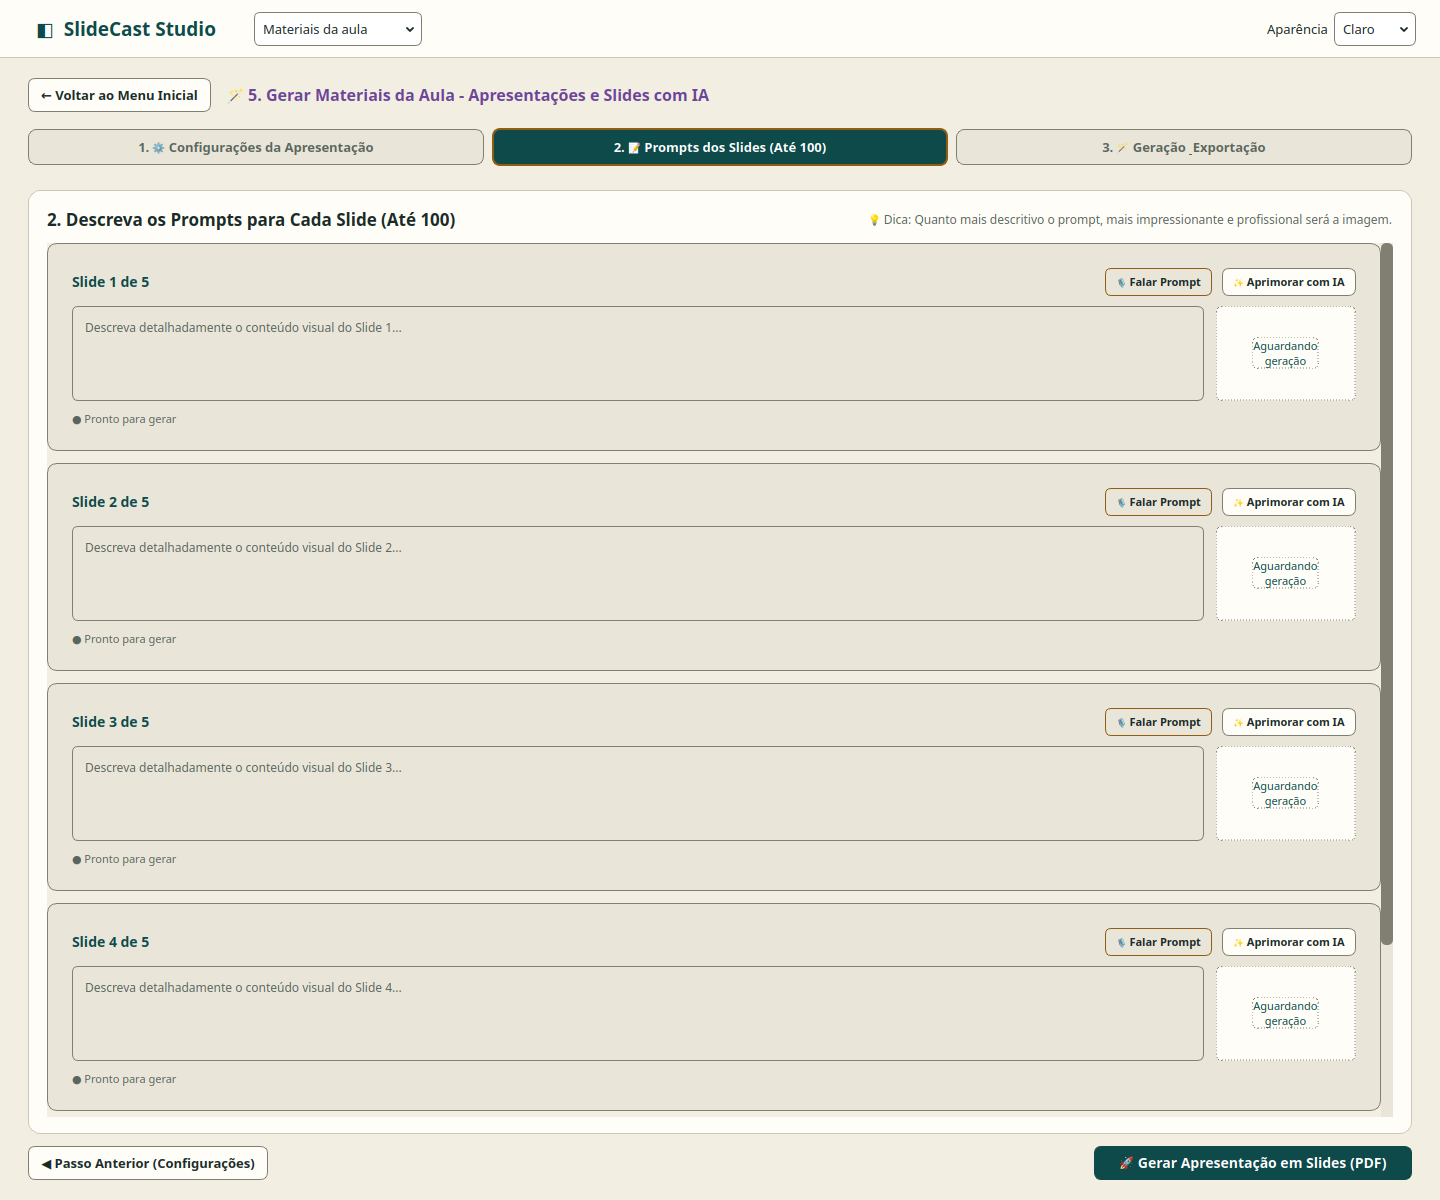 SlideCast Studio
Materiais da aula
Aparência
Claro
← Voltar ao Menu Inicial
5. Gerar Materiais da Aula - Apresentações e Slides com IA
1. Configurações da Apresentação
2. Prompts dos Slides (Até 100)
3. Geração _Exportação
2. Descreva os Prompts para Cada Slide (Até 100)
Dica: Quanto mais descritivo o prompt, mais impressionante e profissional será a imagem.
Slide 1 de 5
Falar Prompt
Aprimorar com IA
Descreva detalhadamente o conteúdo visual do Slide 1...
Aguardando
geração
● Pronto para gerar
Slide 2 de 5
Falar Prompt
Aprimorar com IA
Descreva detalhadamente o conteúdo visual do Slide 2...
Aguardando
geração
● Pronto para gerar
Slide 3 de 5
Falar Prompt
Aprimorar com IA
Descreva detalhadamente o conteúdo visual do Slide 3...
Aguardando
geração
● Pronto para gerar
Slide 4 de 5
Falar Prompt
Aprimorar com IA
Descreva detalhadamente o conteúdo visual do Slide 4...
Aguardando
geração
● Pronto para gerar
◀ Passo Anterior (Configurações)
Gerar Apresentação em Slides (PDF)